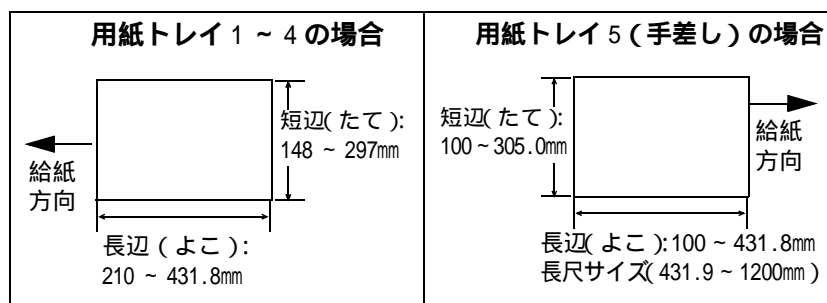 用紙トレイ 1 ~ 4 の場合
給紙
方向
短辺(たて):
148 ~ 297mm
長辺(よこ):
210 ~ 431.8mm
用紙トレイ 5(手差し)の場合
短辺(たて):
100~305.0mm
給紙
方向
長辺(よこ):100 ~ 431.8mm
長尺サイズ(431.9 ~ 1200mm)